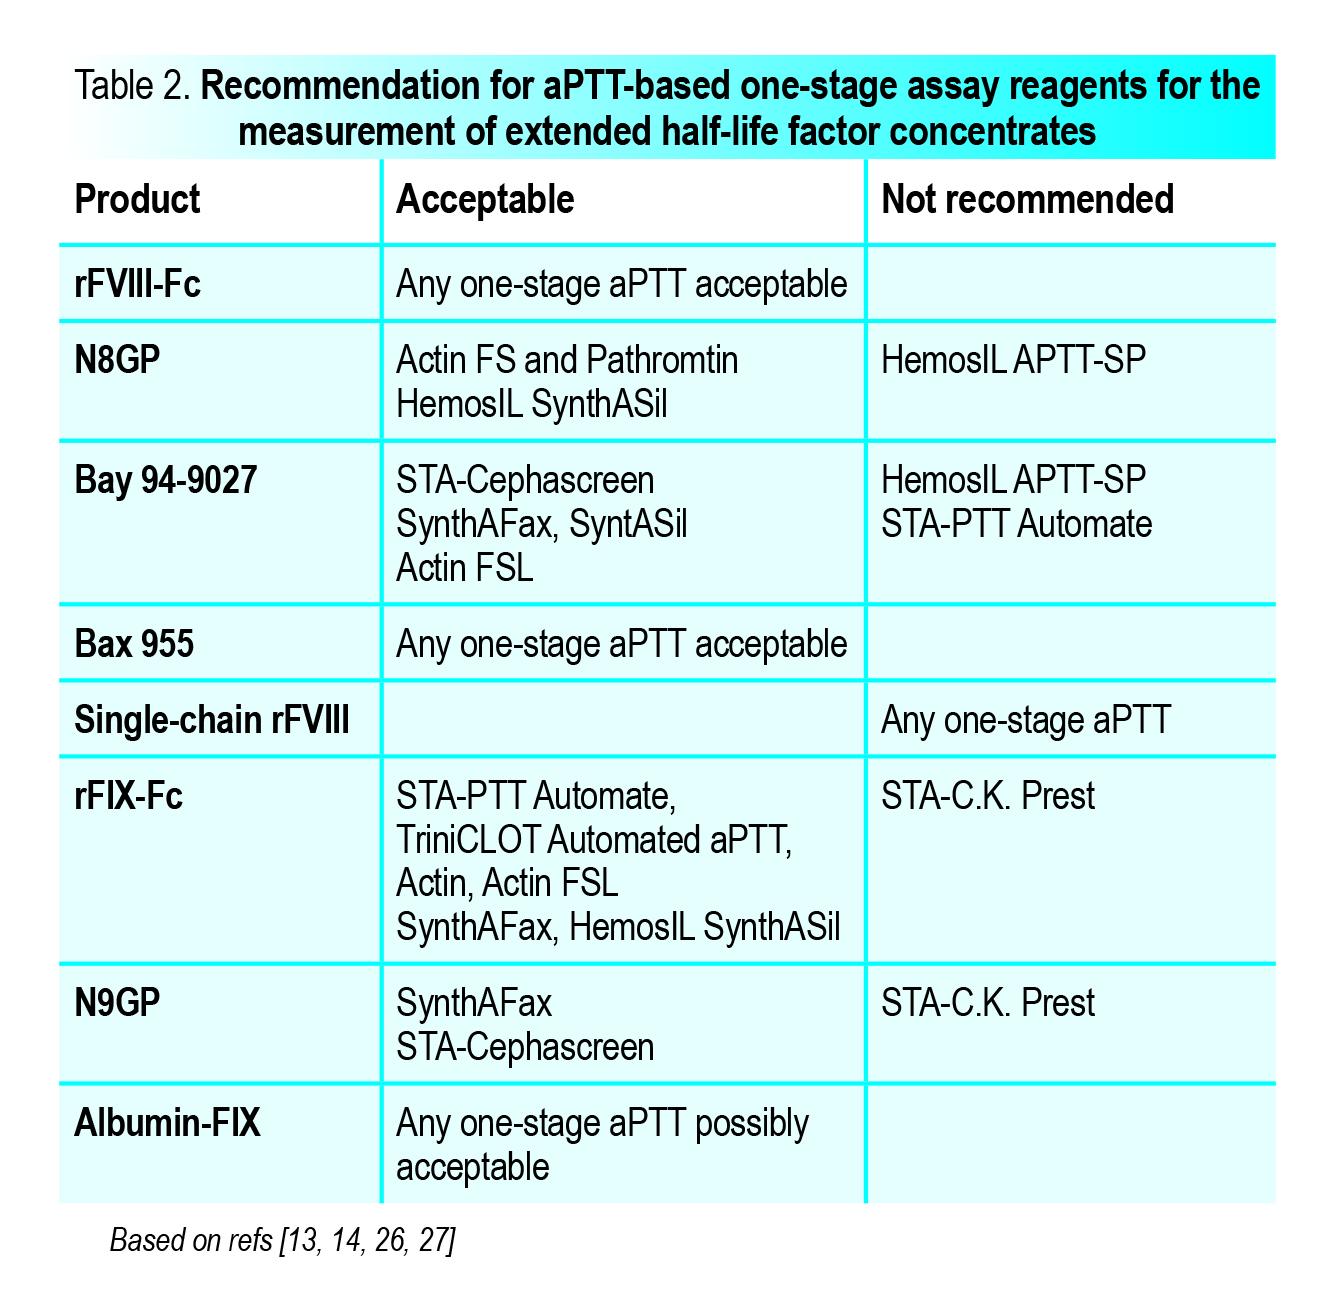 Table 2. Recommendation for aPTT-based one-stage assay reagents for the
measurement of extended half-life factor concentrates
Product Acceptable Not recommended
rFVIII-Fc Any one-stage aPTT acceptable
N8GP Actin FS and Pathromtin HemosIL APTT-SP
HemosIL SynthASil
Bay 94-9027 STA-Cephascreen HemosIL APTT-SP
SynthAFax, SyntASil STA-PTT Automate
Actin FSL
Bax 955 Any one-stage aPTT acceptable
Single-chain rFVIII Any one-stage aPTT
rFIX-Fc STA-PTT Automate, STA-C.K. Prest
TriniCLOT Automated aPTT,
Actin, Actin FSL
SynthAFax, HemosIL SynthASil
N9GP SynthAFax STA-C.K. Prest
STA-Cephascreen
Albumin-FIX Any one-stage aPTT possibly
acceptable
Based on refs [13, 14, 26, 27]